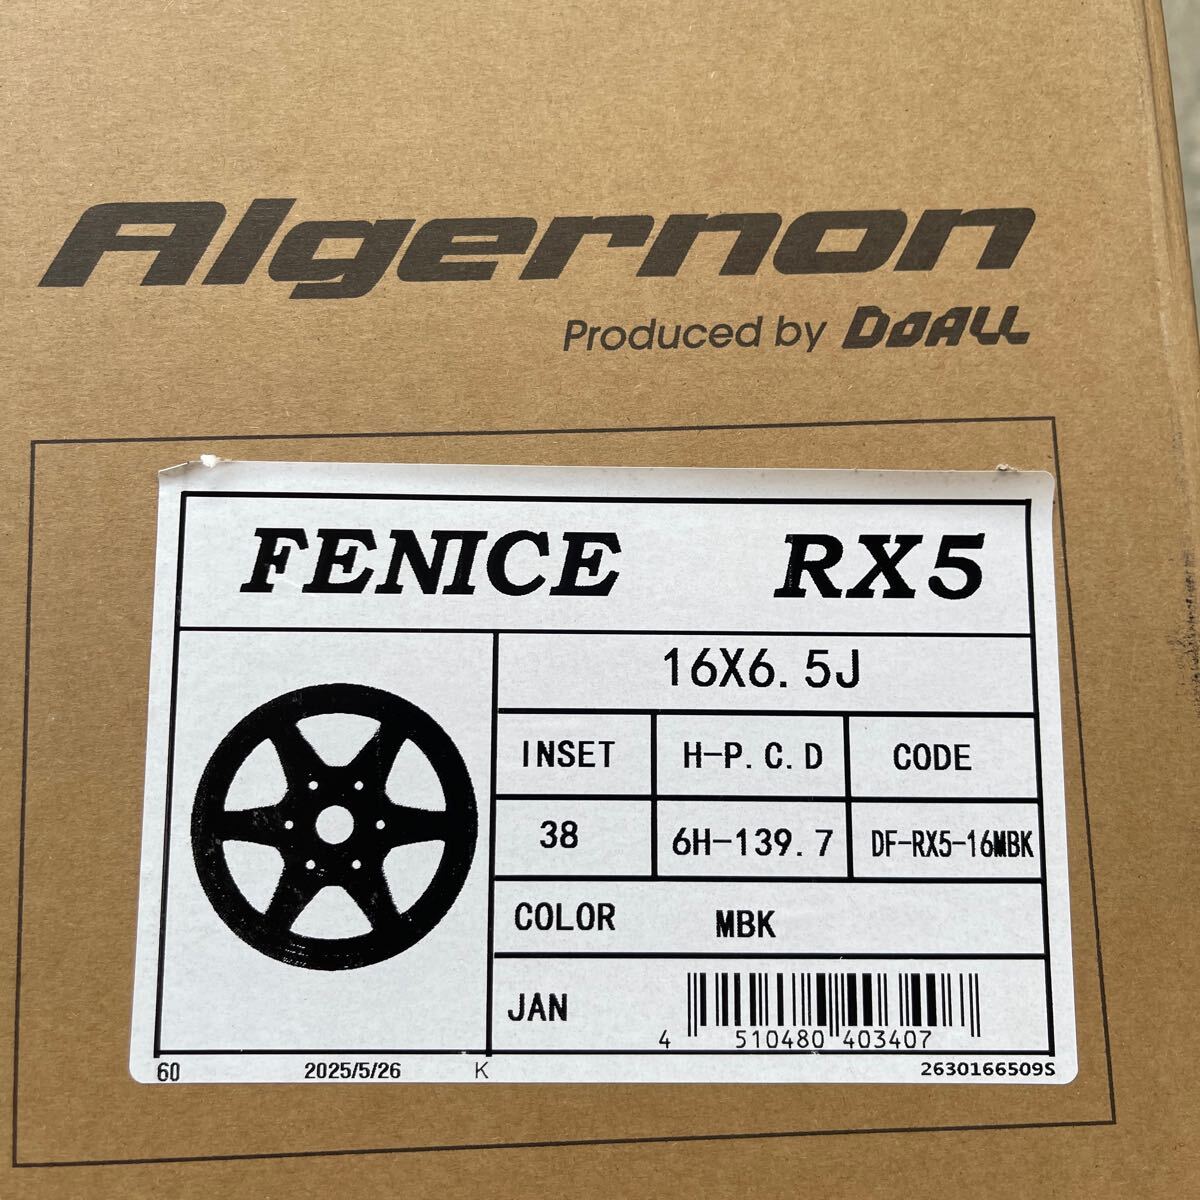 Algernon
Produced by DOALL
FENICE RX5
16X6.5J
INSET H-P.C.D CODE
38 6H-139.7 DF-RX5-16MBK
COLOR MBK
JAN
4 510480 403407
60 2025/5/26 K 2630166509S